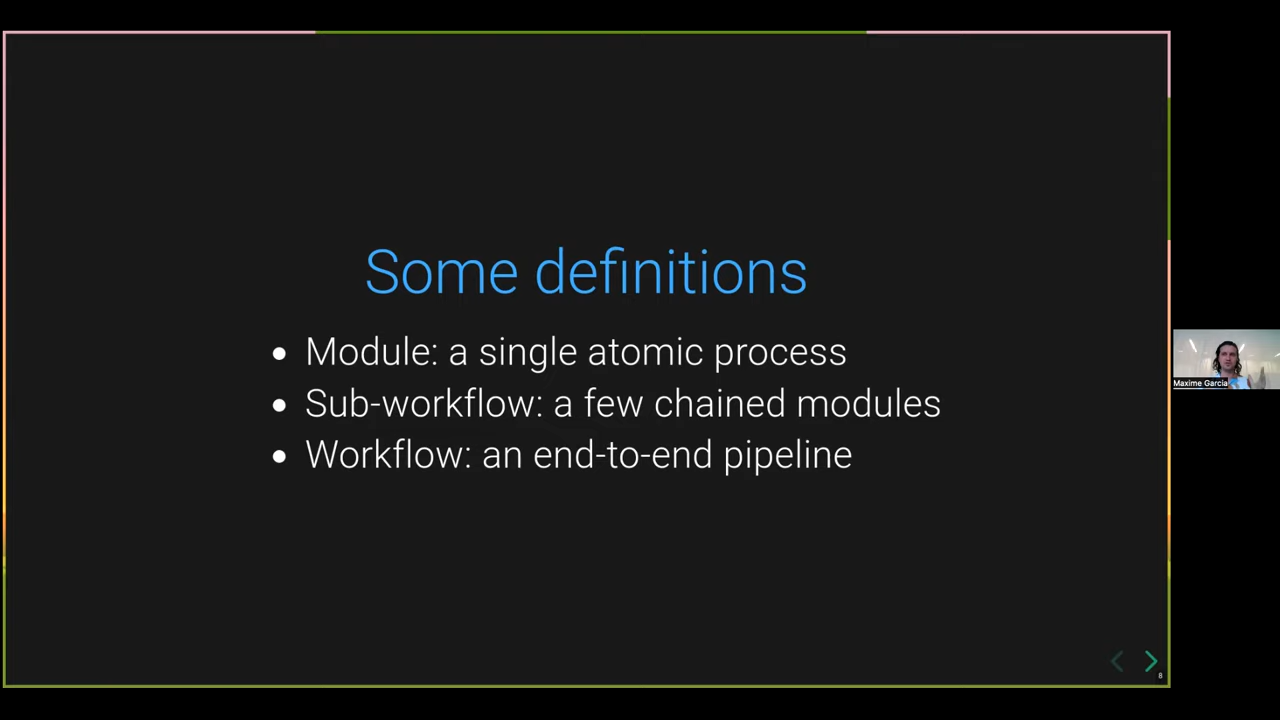 Some definitions
Module: a single atomic process
Sub-workflow: a few chained modules
Workflow: an end-to-end pipeline
Maxime Garcia
8